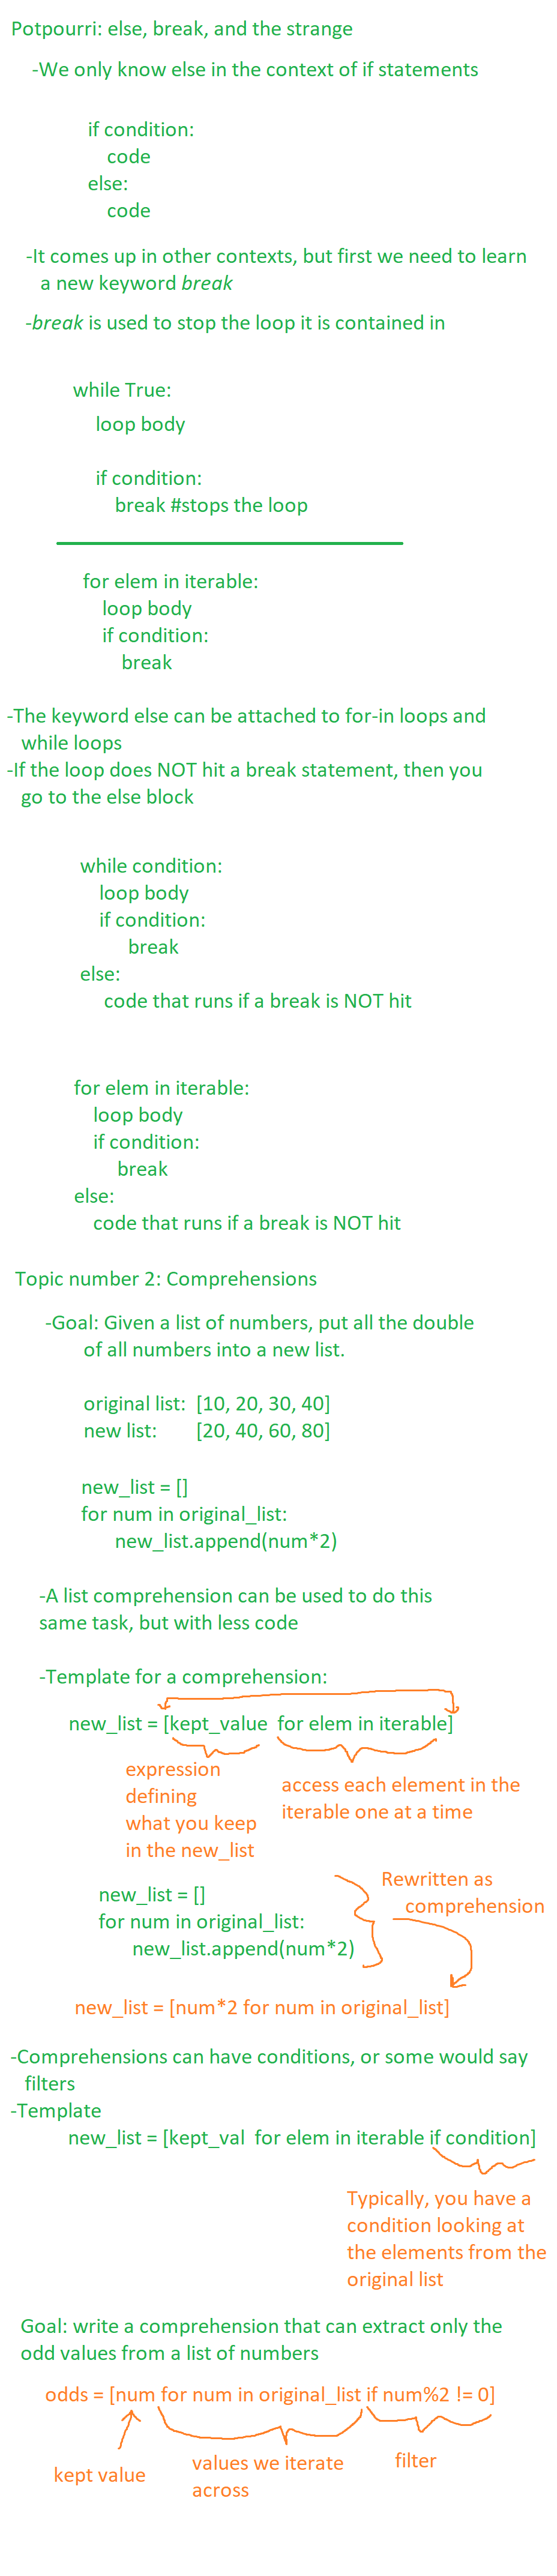 Potpourri: else, break, and the strange
-We only know else in the context of if statements
if condition:
code
else:
code
-It comes up in other contexts, but first we need to learn
a new keyword break
-break is used to stop the loop it is contained in
while True:
loop body
if condition:
break #stops the loop
for elem in iterable:
loop body
if condition:
break
-The keyword else can be attached to for-in loops and
while loops
-If the loop does NOT hit a break statement, then you
go to the else block
while condition:
loop body
if condition:
break
else:
code that runs if a break is NOT hit
for elem in iterable:
loop body
if condition:
break
else:
code that runs if a break is NOT hit
Topic number 2: Comprehensions
-Goal: Given a list of numbers, put all the double
of all numbers into a new list.
original list: [10, 20, 30, 40]
new list: [20, 40, 60, 80]
new_list = []
for num in original_list:
new_list.append(num*2)
-A list comprehension can be used to do this
same task, but with less code
-Template for a comprehension:
new_list = [kept_value for elem in iterable]
expression
defining
what you keep
in the new_list
access each element in the
iterable one at a time
new_list = []
for num in original_list:
new_list.append(num*2)
Rewritten as
comprehension
new_list = [num*2 for num in original_list]
-Comprehensions can have conditions, or some would say
filters
-Template
new_list = [kept_val for elem in iterable if condition]
Typically, you have a
condition looking at
the elements from the
original list
Goal: write a comprehension that can extract only the
odd values from a list of numbers
odds = [num for num in original_list if num%2 != 0]
kept value
values we iterate
across
filter